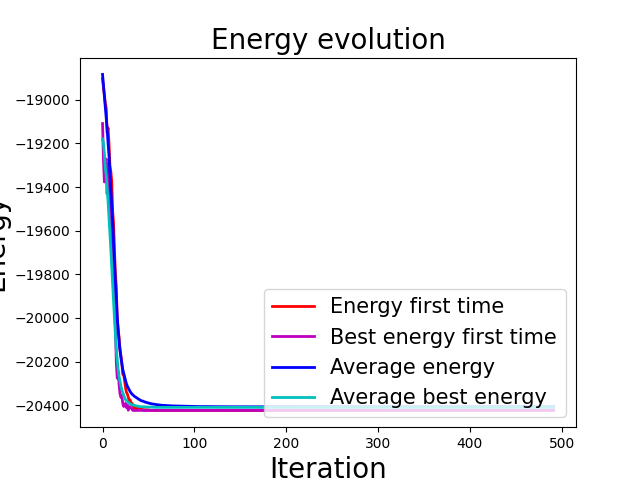 Energy evolution
Energy
−19000
−19200
−19400
−19600
−19800
−20000
−20200
−20400
Energy first time
Best energy first time
Average energy
Average best energy
0 100 200 300 400 500
Iteration